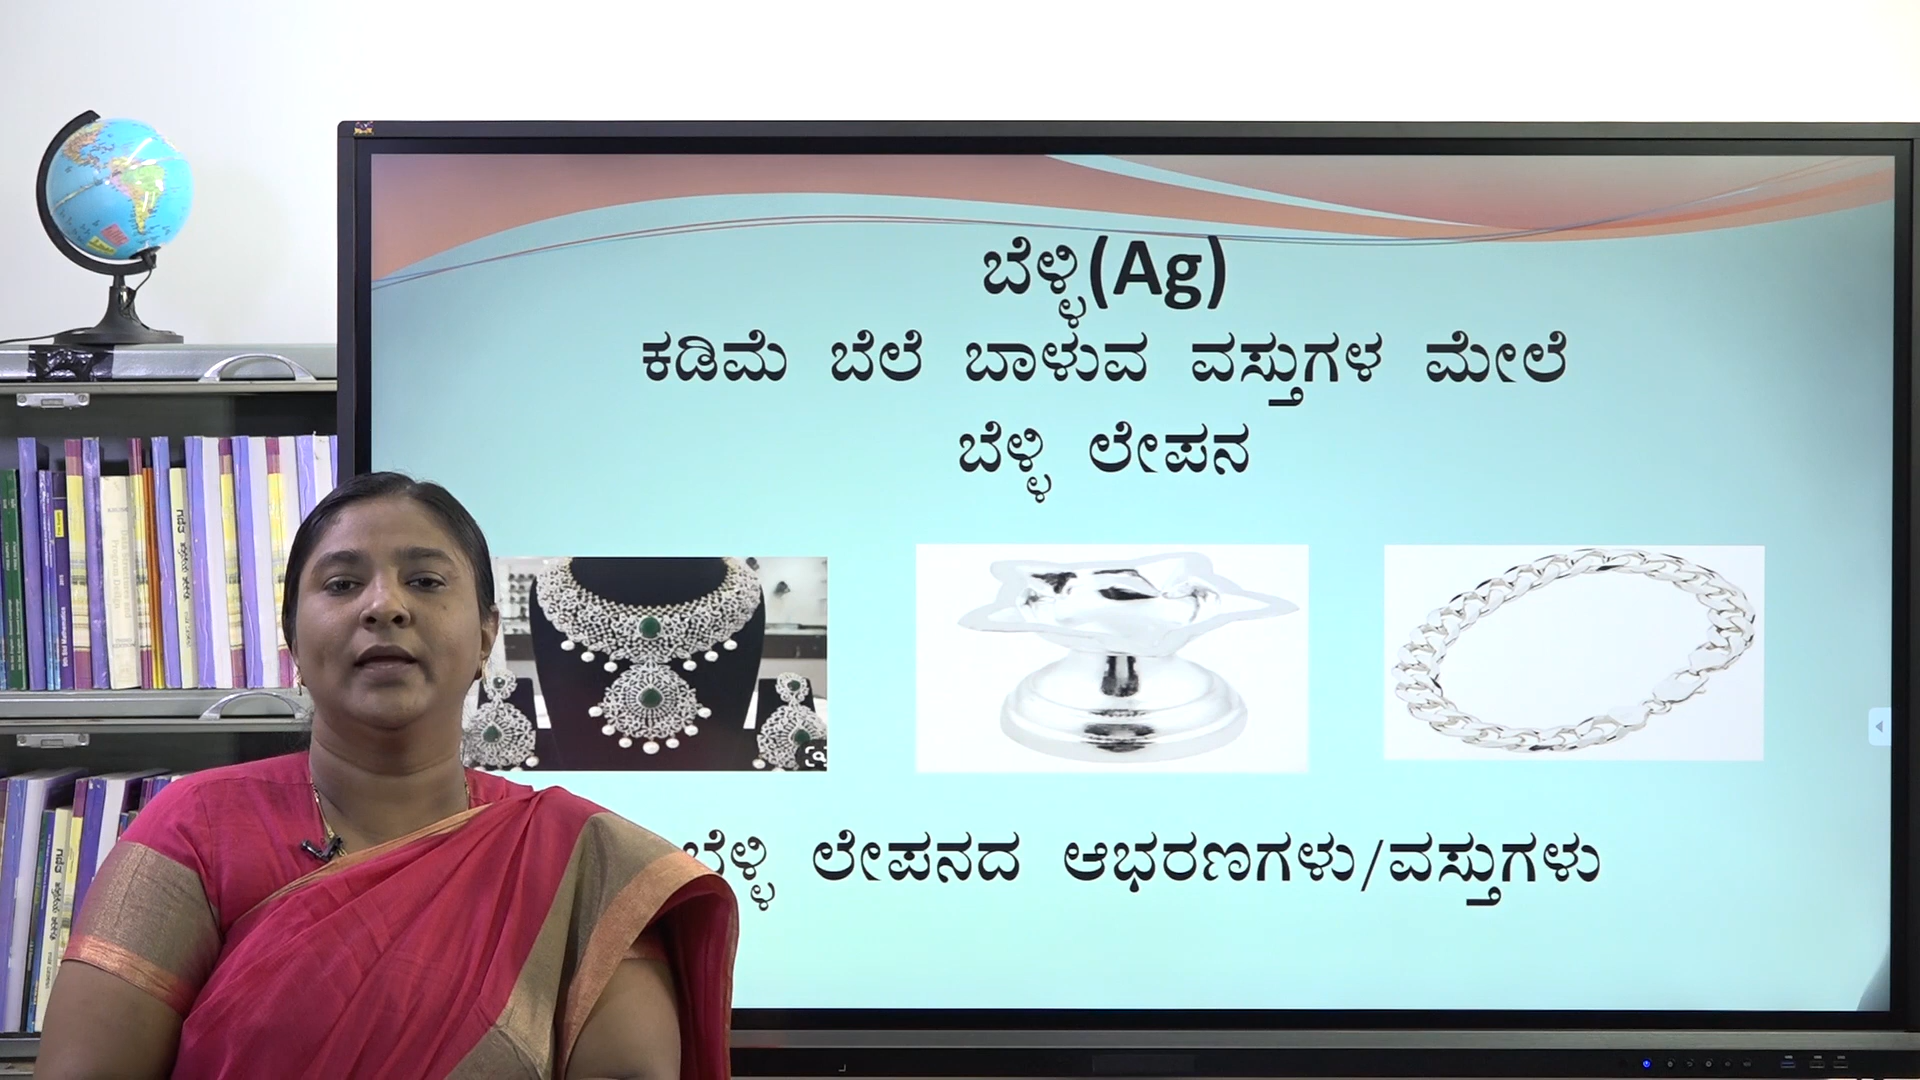 ಬೆಳ್ಳಿ(Ag)
ಕಡಿಮೆ ಬೆಲೆ ಬಾಳುವ ವಸ್ತುಗಳ ಮೇಲೆ
ಬೆಳ್ಳಿ ಲೇಪನ
ಬೆಳ್ಳಿ ಲೇಪನದ ಆಭರಣಗಳು/ವಸ್ತುಗಳು